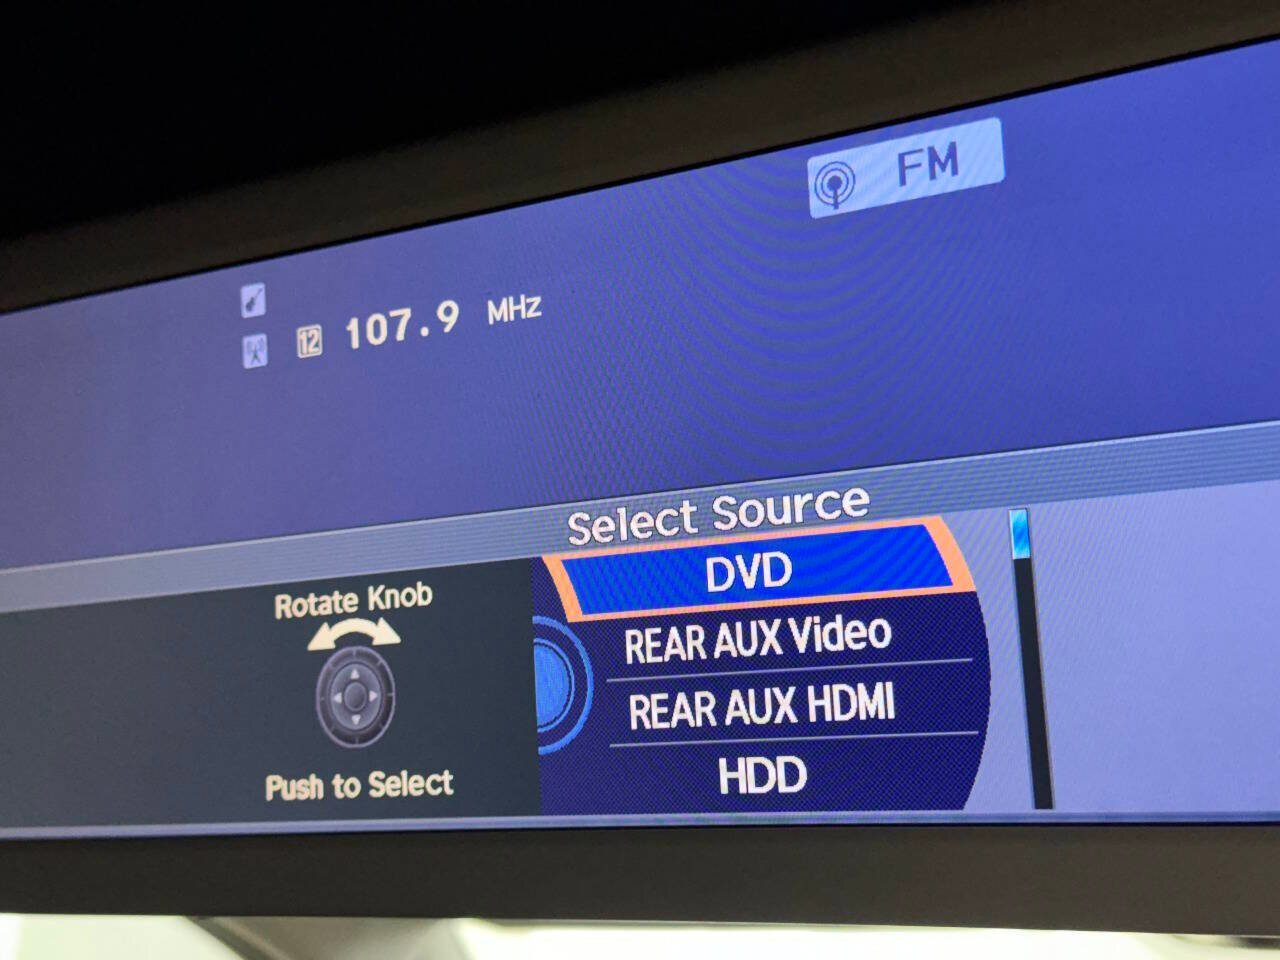 FM
12 107.9 MHz
Select Source
DVD
Rotate Knob
REAR AUX Video
REAR AUX HDMI
HDD
Push to Select